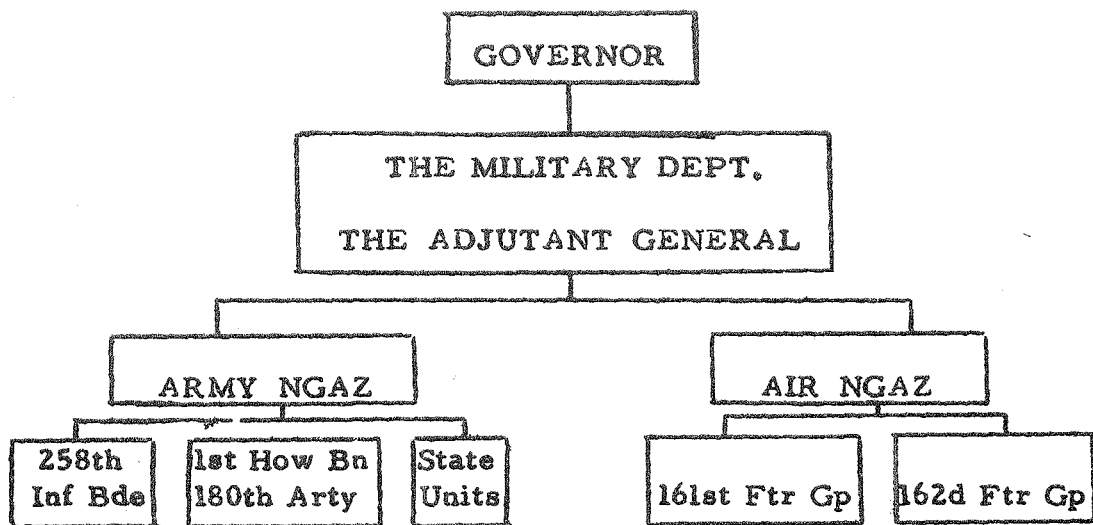 GOVERNOR
THE MILITARY DEPT.
THE ADJUTANT GENERAL
ARMY NGAZ
AIR NGAZ
258th
Inf Bde
1st How Bn
180th Arty
State
Units
161st Ftr Gp
162d Ftr Gp